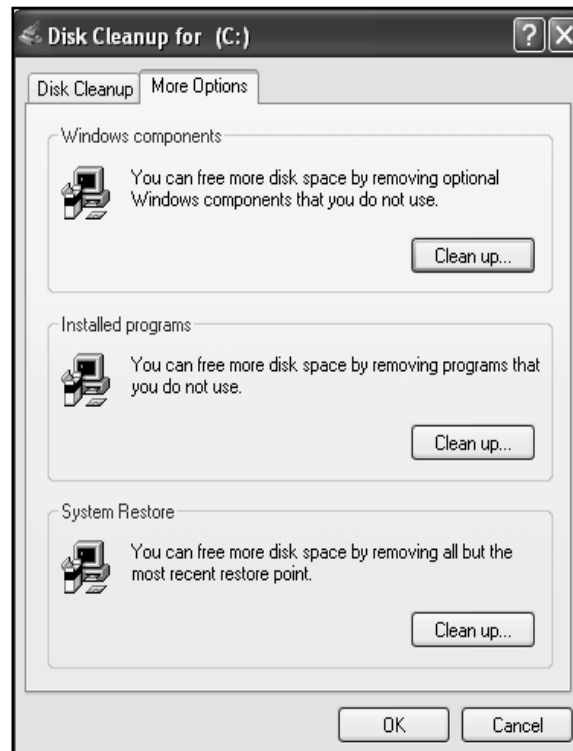 Disk Cleanup for (C:)
Disk Cleanup
More Options
Windows components
You can free more disk space by removing optional
Windows components that you do not use.
Clean up...
Installed programs
You can free more disk space by removing programs that
you do not use.
Clean up...
System Restore
You can free more disk space by removing all but the
most recent restore point.
Clean up...
OK
Cancel